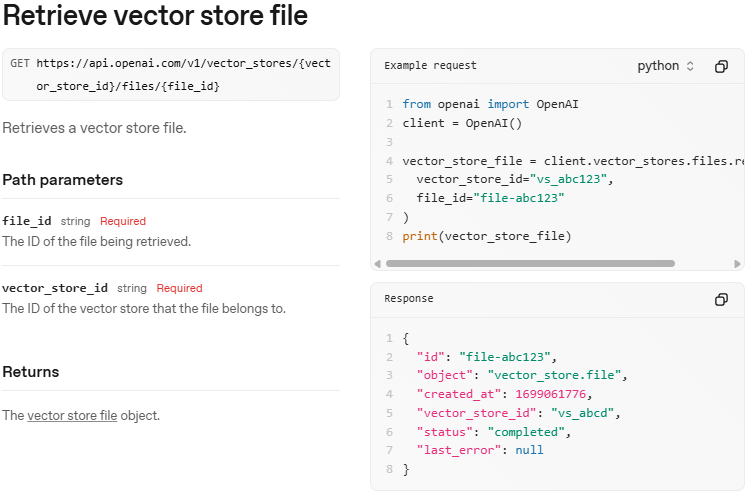 Retrieve vector store file
GET https://api.openai.com/v1/vector_stores/{vect
or_store_id}/files/{file_id}
Retrieves a vector store file.
Path parameters
file_id string Required
The ID of the file being retrieved.
vector_store_id string Required
The ID of the vector store that the file belongs to.
Returns
The vector store file object.
Example request
python
1 from openai import OpenAI
2 client = OpenAI()
3
4 vector_store_file = client.vector_stores.files.re
5 vector_store_id="vs_abc123",
6 file_id="file-abc123"
7 )
8 print(vector_store_file)
Response
1 {
2 "id": "file-abc123",
3 "object": "vector_store.file",
4 "created_at": 1699061776,
5 "vector_store_id": "vs_abcd",
6 "status": "completed",
7 "last_error": null
8 }